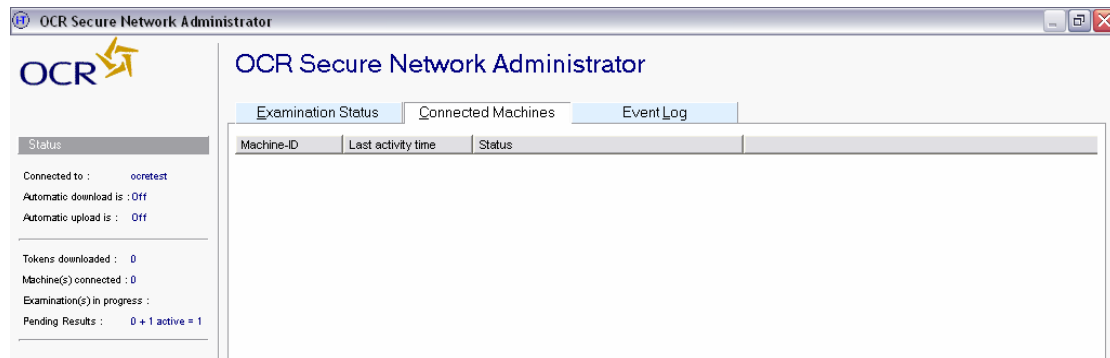 OCR Secure Network Administrator
OCR
OCR Secure Network Administrator
Examination Status Connected Machines Event Log
Status
Machine-ID Last activity time Status
Connected to : ocretest
Automatic download is : Off
Automatic upload is : Off
Tokens downloaded : 0
Machine(s) connected : 0
Examination(s) in progress :
Pending Results : 0 + 1 active = 1